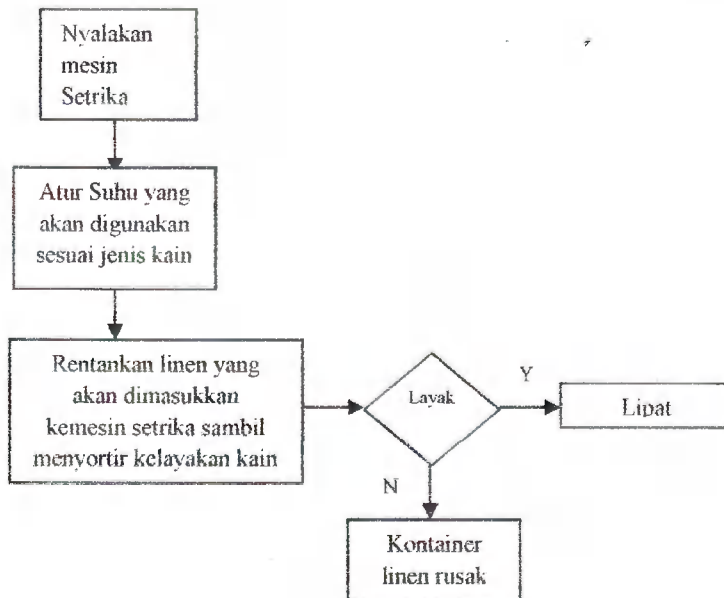 Nyalakan
mesin
Setrika
Atur Suhu yang
akan digunakan
sesuai jenis kain
Rentankan linen yang
akan dimasukkan
kemesin setrika sambil
menyortir kelayakan kain
Layak
Y
Lipat
N
Kontainer
linen rusak